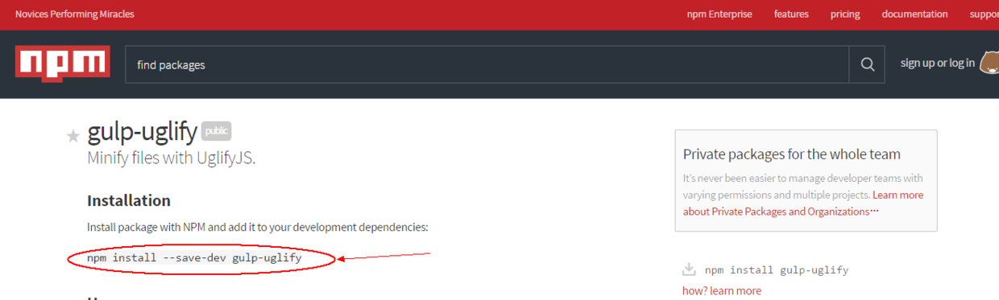 Novices Performing Miracles
npm Enterprise features pricing documentation suppor
npm
find packages
sign up or log in
gulp-uglify public
Minify files with UglifyJS.
Installation
Install package with NPM and add it to your development dependencies:
npm install --save-dev gulp-uglify
Private packages for the whole team
It's never been easier to manage developer teams with
varying permissions and multiple projects. Learn more
about Private Packages and Organizations···
npm install gulp-uglify
how? learn more